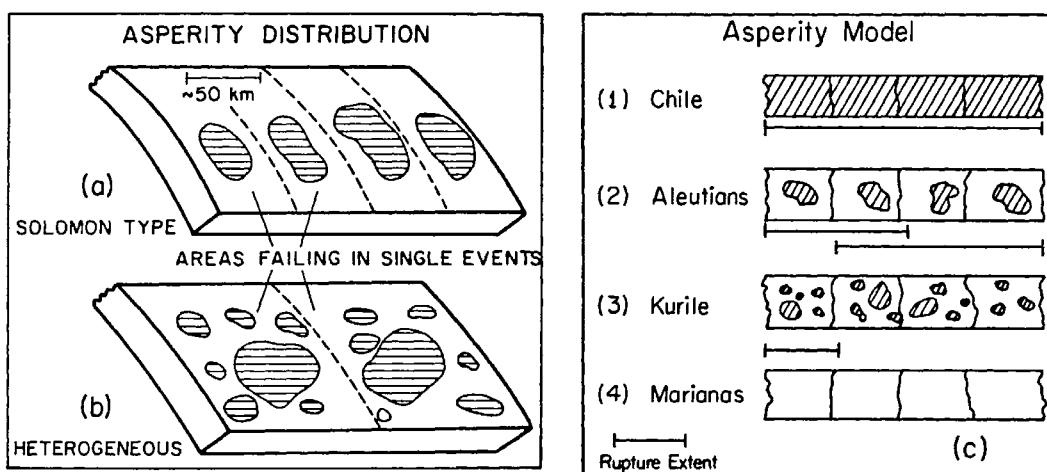 ASPERITY DISTRIBUTION
~50 km
(a)
SOLOMON TYPE
AREAS FAILING IN SINGLE EVENTS
(b)
HETEROGENEOUS
Asperity Model
(1) Chile
(2) Aleutians
(3) Kurile
(4) Marianas
Rupture Extent
(c)